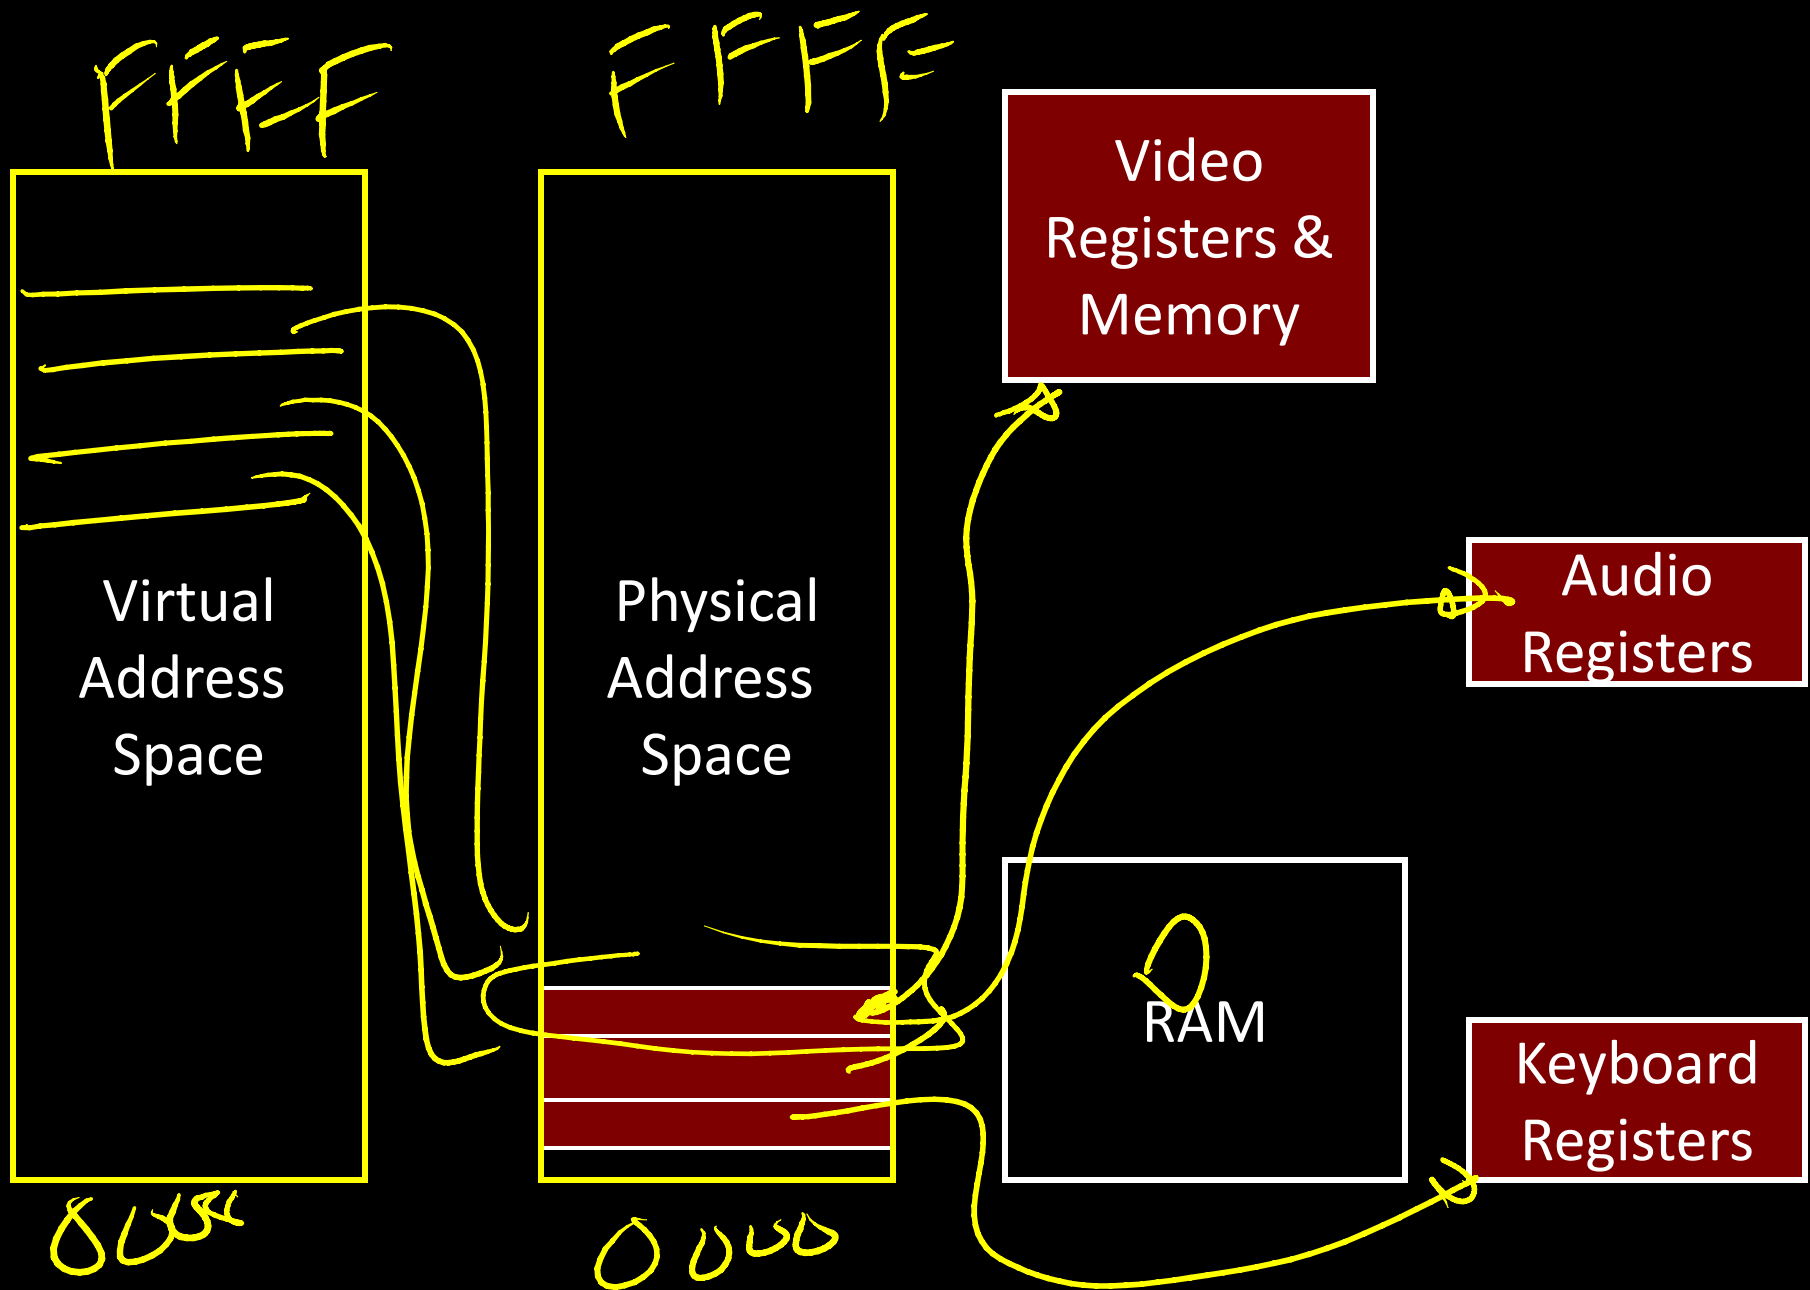 FFFF
FFFF
Video
Registers &
Memory
Virtual
Address
Space
Physical
Address
Space
Audio
Registers
RAM
Keyboard
Registers
0000
0000